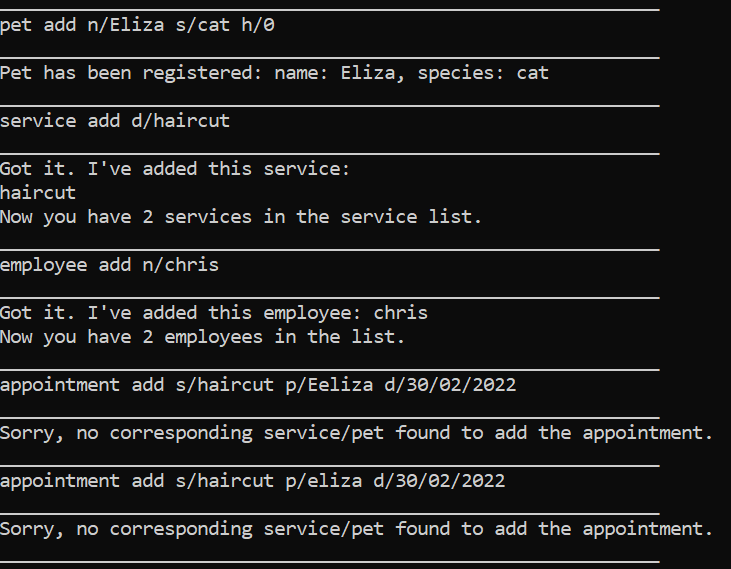 pet add n/Eliza s/cat h/0
Pet has been registered: name: Eliza, species: cat
service add d/haircut
Got it. I've added this service:
haircut
Now you have 2 services in the service list.
employee add n/chris
Got it. I've added this employee: chris
Now you have 2 employees in the list.
appointment add s/haircut p/Eeliza d/30/02/2022
Sorry, no corresponding service/pet found to add the appointment.
appointment add s/haircut p/eliza d/30/02/2022
Sorry, no corresponding service/pet found to add the appointment.